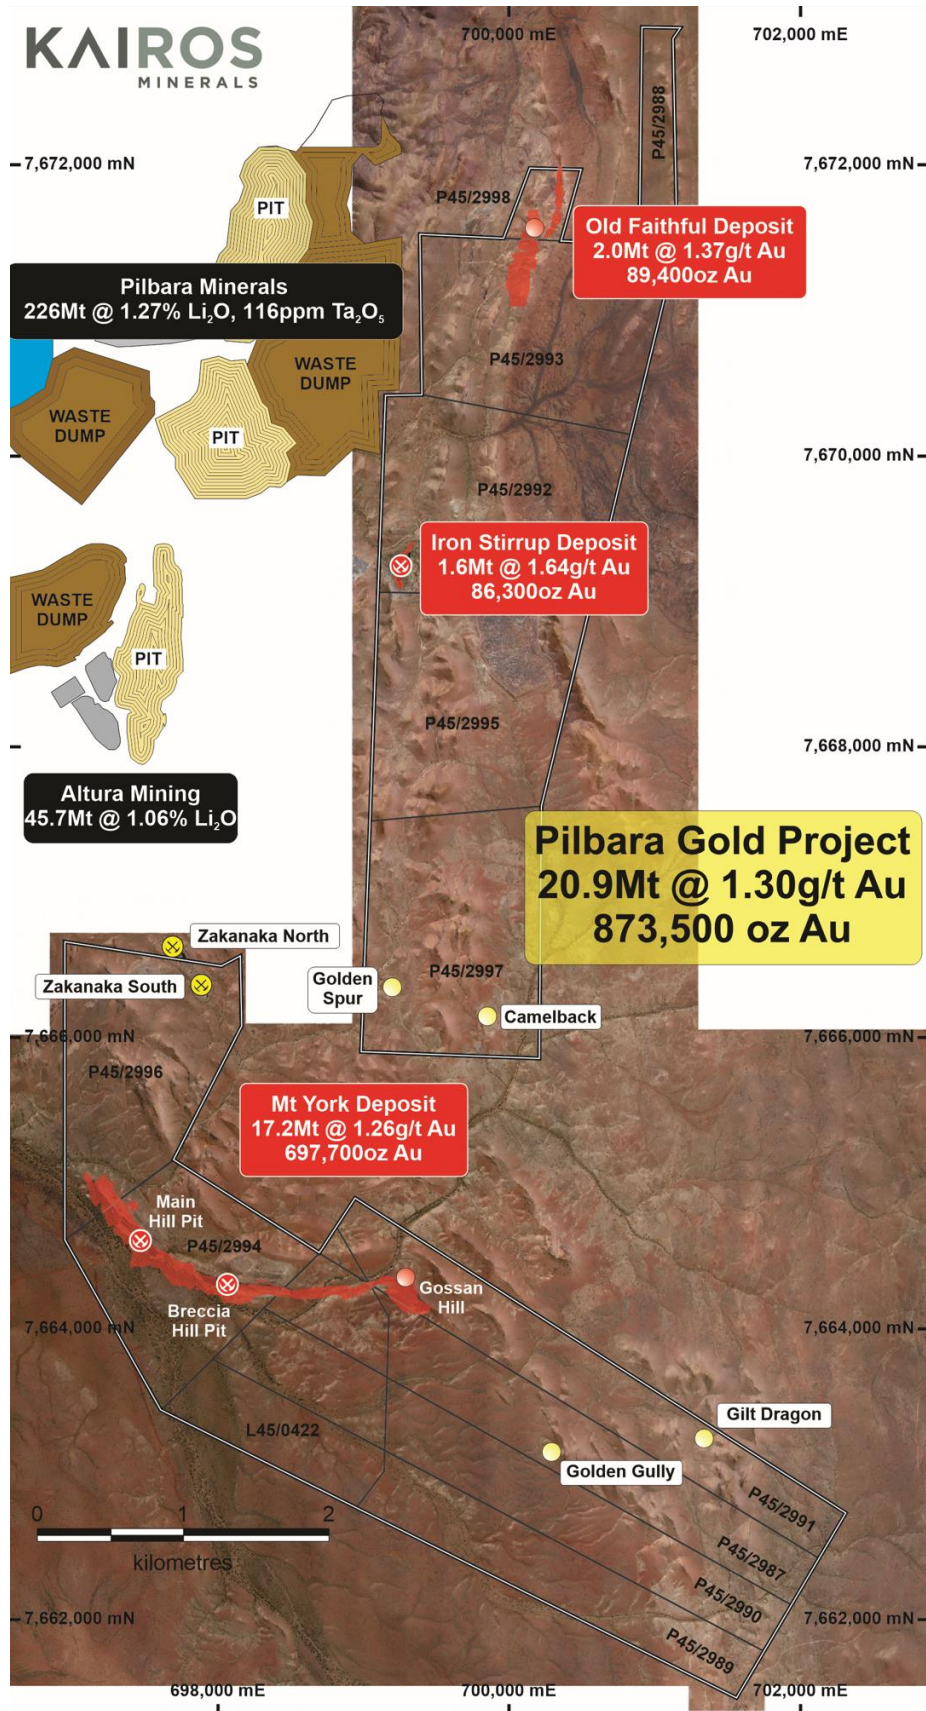 KAIROS
MINERALS
700,000 mE
702,000 mE
P45/2988
7,672,000 mN
7,672,000 mN
PIT
P45/2998
Old Faithful Deposit
2.0Mt @ 1.37g/t Au
89,400oz Au
Pilbara Minerals
226Mt @ 1.27% Li₂O, 116ppm Ta₂O₅
P45/2993
WASTE
DUMP
WASTE
DUMP
PIT
7,670,000 mN
P45/2992
Iron Stirrup Deposit
1.6Mt @ 1.64g/t Au
86,300oz Au
WASTE
DUMP
PIT
P45/2995
7,668,000 mN
Altura Mining
45.7Mt @ 1.06% Li₂O
Pilbara Gold Project
20.9Mt @ 1.30g/t Au
873,500 oz Au
Zakanaka North
Zakanaka South
Golden
Spur
P45/2997
Camelback
7,666,000 mN
7,666,000 mN
P45/2996
Mt York Deposit
17.2Mt @ 1.26g/t Au
697,700oz Au
Main
Hill Pit
P45/2994
Gossan
Hill
Breccia
Hill Pit
7,664,000 mN
7,664,000 mN
L45/0422
Gilt Dragon
Golden Gully
P45/2991
P45/2987
P45/2990
P45/2989
0 1 2
kilometres
7,662,000 mN
7,662,000 mN
698,000 mE
700,000 mE
702,000 mE